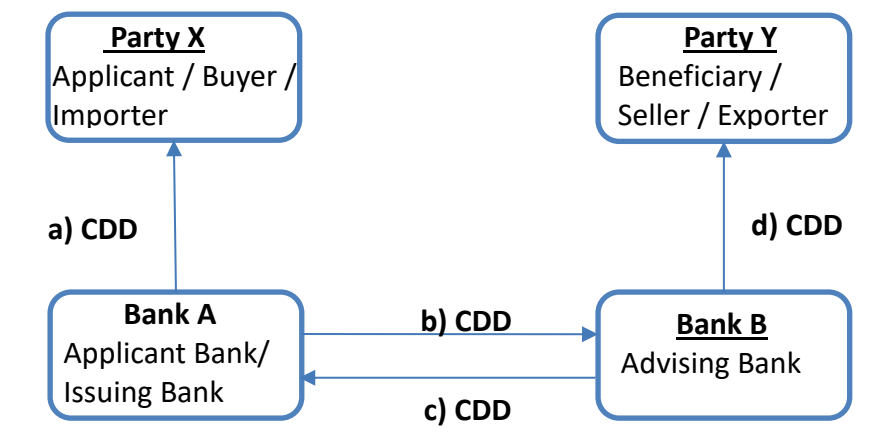 Party X
Applicant / Buyer /
Importer
Party Y
Beneficiary /
Seller / Exporter
a) CDD
d) CDD
Bank A
Applicant Bank/
Issuing Bank
b) CDD
c) CDD
Bank B
Advising Bank